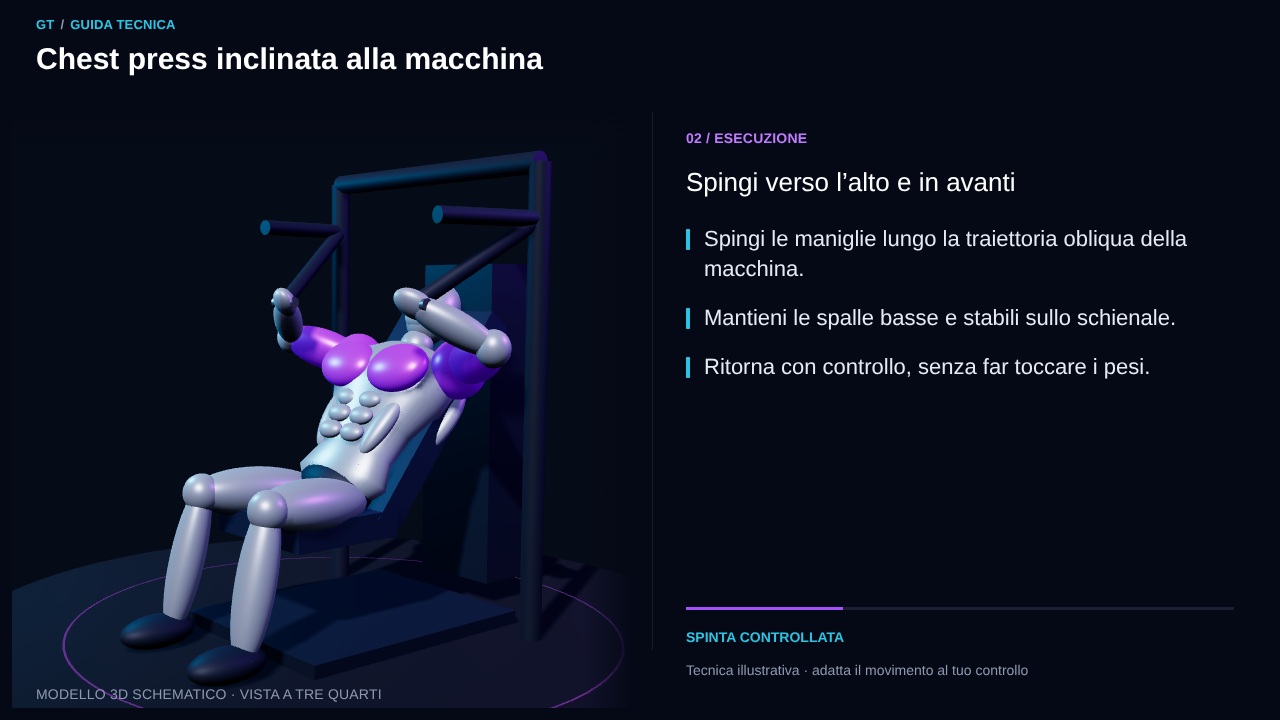 GT / GUIDA TECNICA
Chest press inclinata alla macchina
02 / ESECUZIONE
Spingi verso l’alto e in avanti
Spingi le maniglie lungo la traiettoria obliqua della
macchina.
Mantieni le spalle basse e stabili sullo schienale.
Ritorna con controllo, senza far toccare i pesi.
SPINTA CONTROLLATA
Tecnica illustrativa · adatta il movimento al tuo controllo
MODELLO 3D SCHEMATICO · VISTA A TRE QUARTI